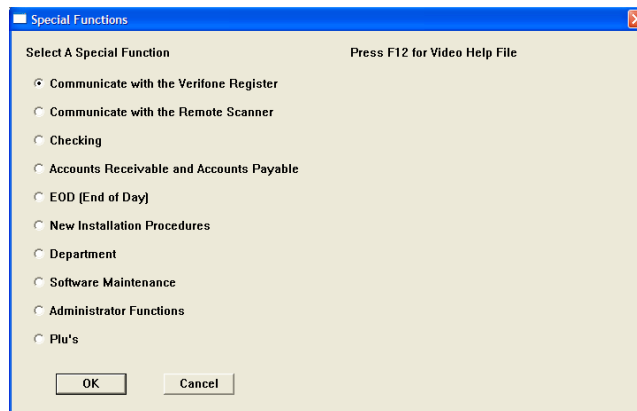 Special Functions
Select A Special Function
Press F12 for Video Help File
Communicate with the Verifone Register
Communicate with the Remote Scanner
Checking
Accounts Receivable and Accounts Payable
EOD (End of Day)
New Installation Procedures
Department
Software Maintenance
Administrator Functions
Plu's
OK
Cancel